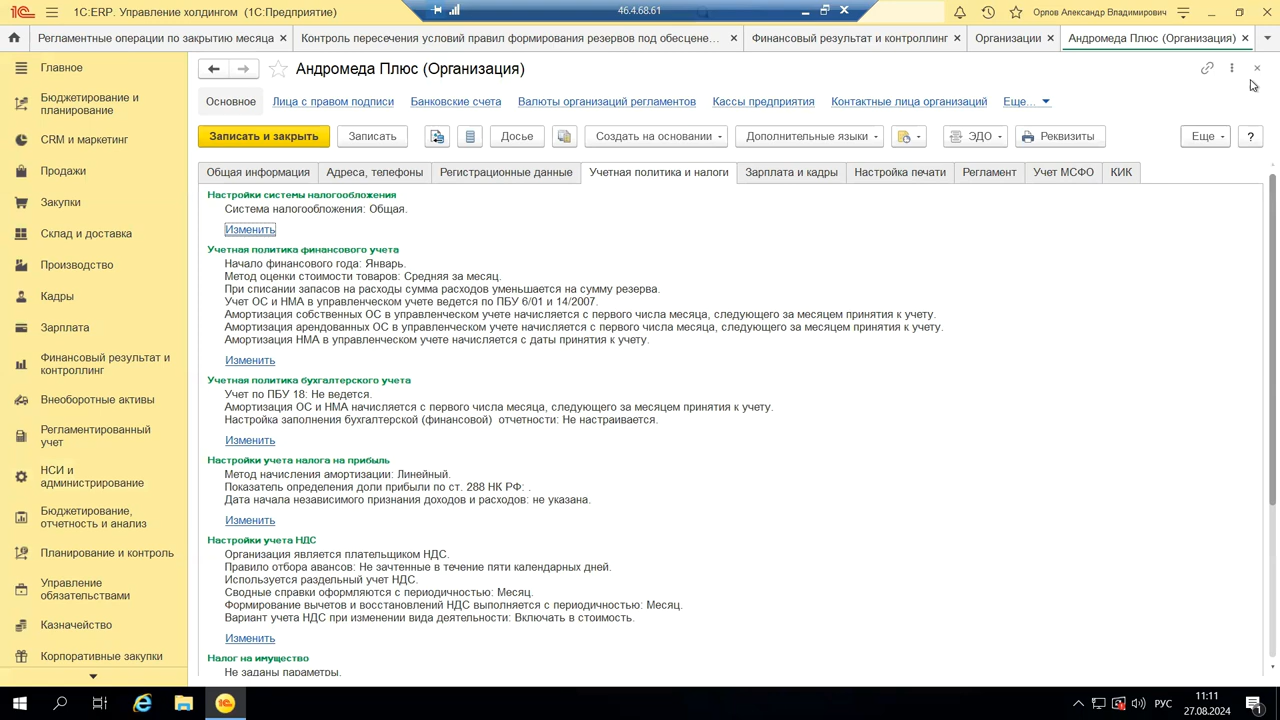 1С:ERP. Управление холдингом (1С:Предприятие)
46.4.68.61
Орлов Александр Владимирович
Регламентные операции по закрытию месяца
Контроль пересечения условий правил формирования резервов под обесцене...
Финансовый результат и контроллинг
Организации
Андромеда Плюс (Организация)
Главное
Бюджетирование и
планирование
CRM и маркетинг
Продажи
Закупки
Склад и доставка
Производство
Кадры
Зарплата
Финансовый результат и
контроллинг
Внеоборотные активы
Регламентированный
учет
НСИ и
администрирование
Бюджетирование,
отчетность и анализ
Планирование и контроль
Управление
обязательствами
Казначейство
Корпоративные закупки
Андромеда Плюс (Организация)
Основное
Лица с правом подписи
Банковские счета
Валюты организаций регламентов
Кассы предприятия
Контактные лица организаций
Еще...
Записать и закрыть
Записать
Досье
Создать на основании
Дополнительные языки
ЭДО
Реквизиты
Еще
?
Общая информация
Адреса, телефоны
Регистрационные данные
Учетная политика и налоги
Зарплата и кадры
Настройка печати
Регламент
Учет МСФО
КИК
Настройки системы налогообложения
Система налогообложения: Общая.
Изменить
Учетная политика финансового учета
Начало финансового года: Январь.
Метод оценки стоимости товаров: Средняя за месяц.
При списании запасов на расходы сумма расходов уменьшается на сумму резерва.
Учет ОС и НМА в управленческом учете ведется по ПБУ 6/01 и 14/2007.
Амортизация собственных ОС в управленческом учете начисляется с первого числа месяца, следующего за месяцем принятия к учету.
Амортизация арендованных ОС в управленческом учете начисляется с первого числа месяца, следующего за месяцем принятия к учету.
Амортизация НМА в управленческом учете начисляется с даты принятия к учету.
Изменить
Учетная политика бухгалтерского учета
Учет по ПБУ 18: Не ведется.
Амортизация ОС и НМА начисляется с первого числа месяца, следующего за месяцем принятия к учету.
Настройка заполнения бухгалтерской (финансовой) отчетности: Не настраивается.
Изменить
Настройки учета налога на прибыль
Метод начисления амортизации: Линейный.
Показатель определения доли прибыли по ст. 288 НК РФ: .
Дата начала независимого признания доходов и расходов: не указана.
Изменить
Настройки учета НДС
Организация является плательщиком НДС.
Правило отбора авансов: Не зачтенные в течение пяти календарных дней.
Используется раздельный учет НДС.
Сводные справки оформляются с периодичностью: Месяц.
Формирование вычетов и восстановлений НДС выполняется с периодичностью: Месяц.
Вариант учета НДС при изменении вида деятельности: Включать в стоимость.
Изменить
Налог на имущество
Не заданы параметры.
РУС
11:11
27.08.2024
1